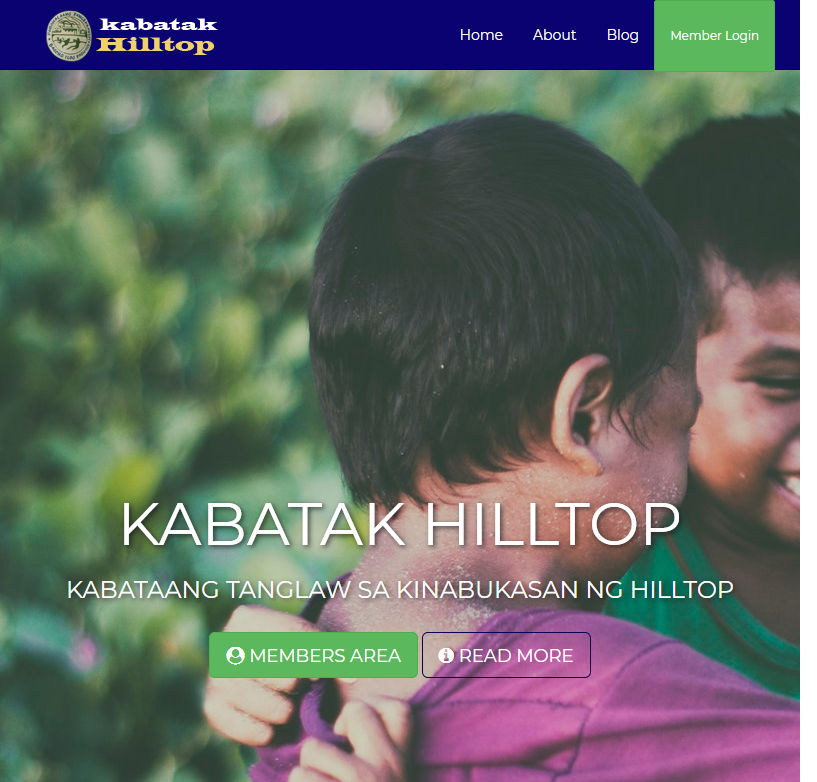 kabatak
Hilltop
Home About Blog Member Login
KABATAK HILLTOP
KABATAANG TANGLAW SA KINABUKASAN NG HILLTOP
MEMBERS AREA READ MORE